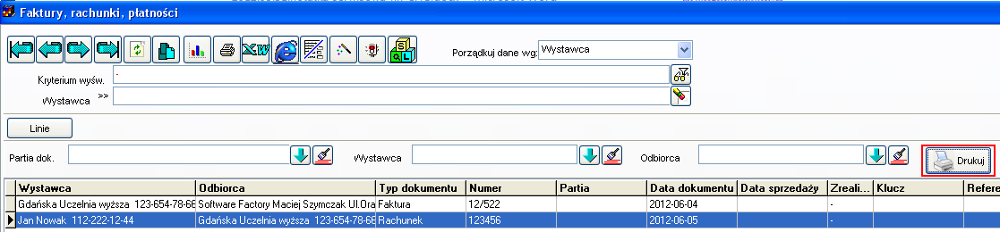 Faktury, rachunki, płatności
Porządkuj dane wg: Wystawca
Kryterium wyśw. -
Wystawca >>
Linie
Partia dok. Wystawca Odbiorca Drukuj
Wystawca Odbiorca Typ dokumentu Numer Partia Data dokumentu Data sprzedaży Zreali... Klucz Refere
Gdańska Uczelnia wyższa 123-654-78-66 Software Factory Maciej Szymczak Ul.Ora Faktura 12/522 2012-06-04 -
Jan Nowak 112-222-12-44 Gdańska Uczelnia wyższa 123-654-78-66 Rachunek 123456 2012-06-05 -